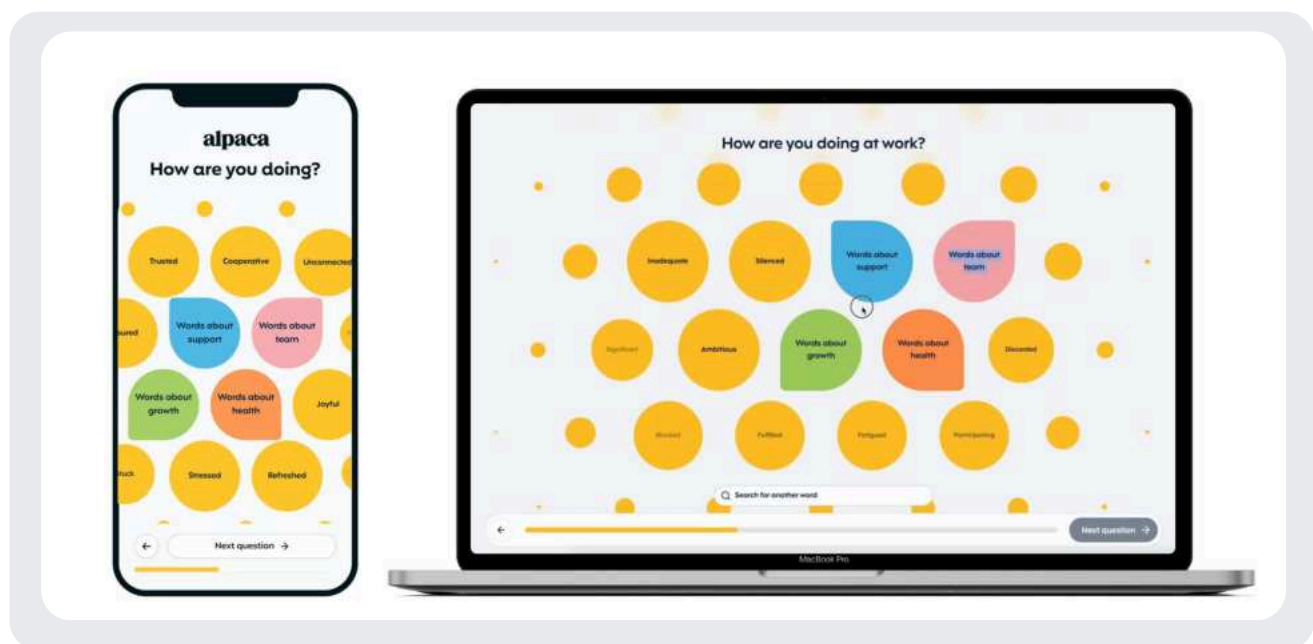 alpaca
How are you doing?
Trusted
Cooperative
Unconnected
Words about
support
Words about
team
Words about
growth
Words about
health
Joyful
Stressed
Refreshed
Next question →
How are you doing at work?
Inadequate
Silenced
Words about
support
Words about
team
Significant
Ambitious
Words about
growth
Words about
health
Discarded
Blocked
Fulfilled
Fatigued
Participating
Search for another word
Next question →
MacBook Pro